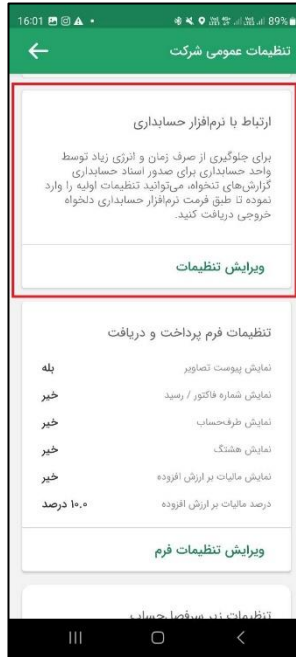 16:01 89%
تنظیمات عمومی شرکت
ارتباط با نرم‌افزار حسابداری
برای جلوگیری از صرف زمان و انرژی زیاد توسط
واحد حسابداری برای صدور اسناد حسابداری
گزارش‌های تنخواه، می‌توانید تنظیمات اولیه را وارد
نموده تا طبق فرمت نرم‌افزار حسابداری دلخواه
خروجی دریافت کنید.
ویرایش تنظیمات
تنظیمات فرم پرداخت و دریافت
نمایش پیوست تصاویر بله
نمایش شماره فاکتور / رسید خیر
نمایش طرف‌حساب خیر
نمایش هشتگ خیر
نمایش مالیات بر ارزش افزوده خیر
درصد مالیات بر ارزش افزوده ۱۰.۰ درصد
ویرایش تنظیمات فرم
تنظیمات زیر سرفصل حساب